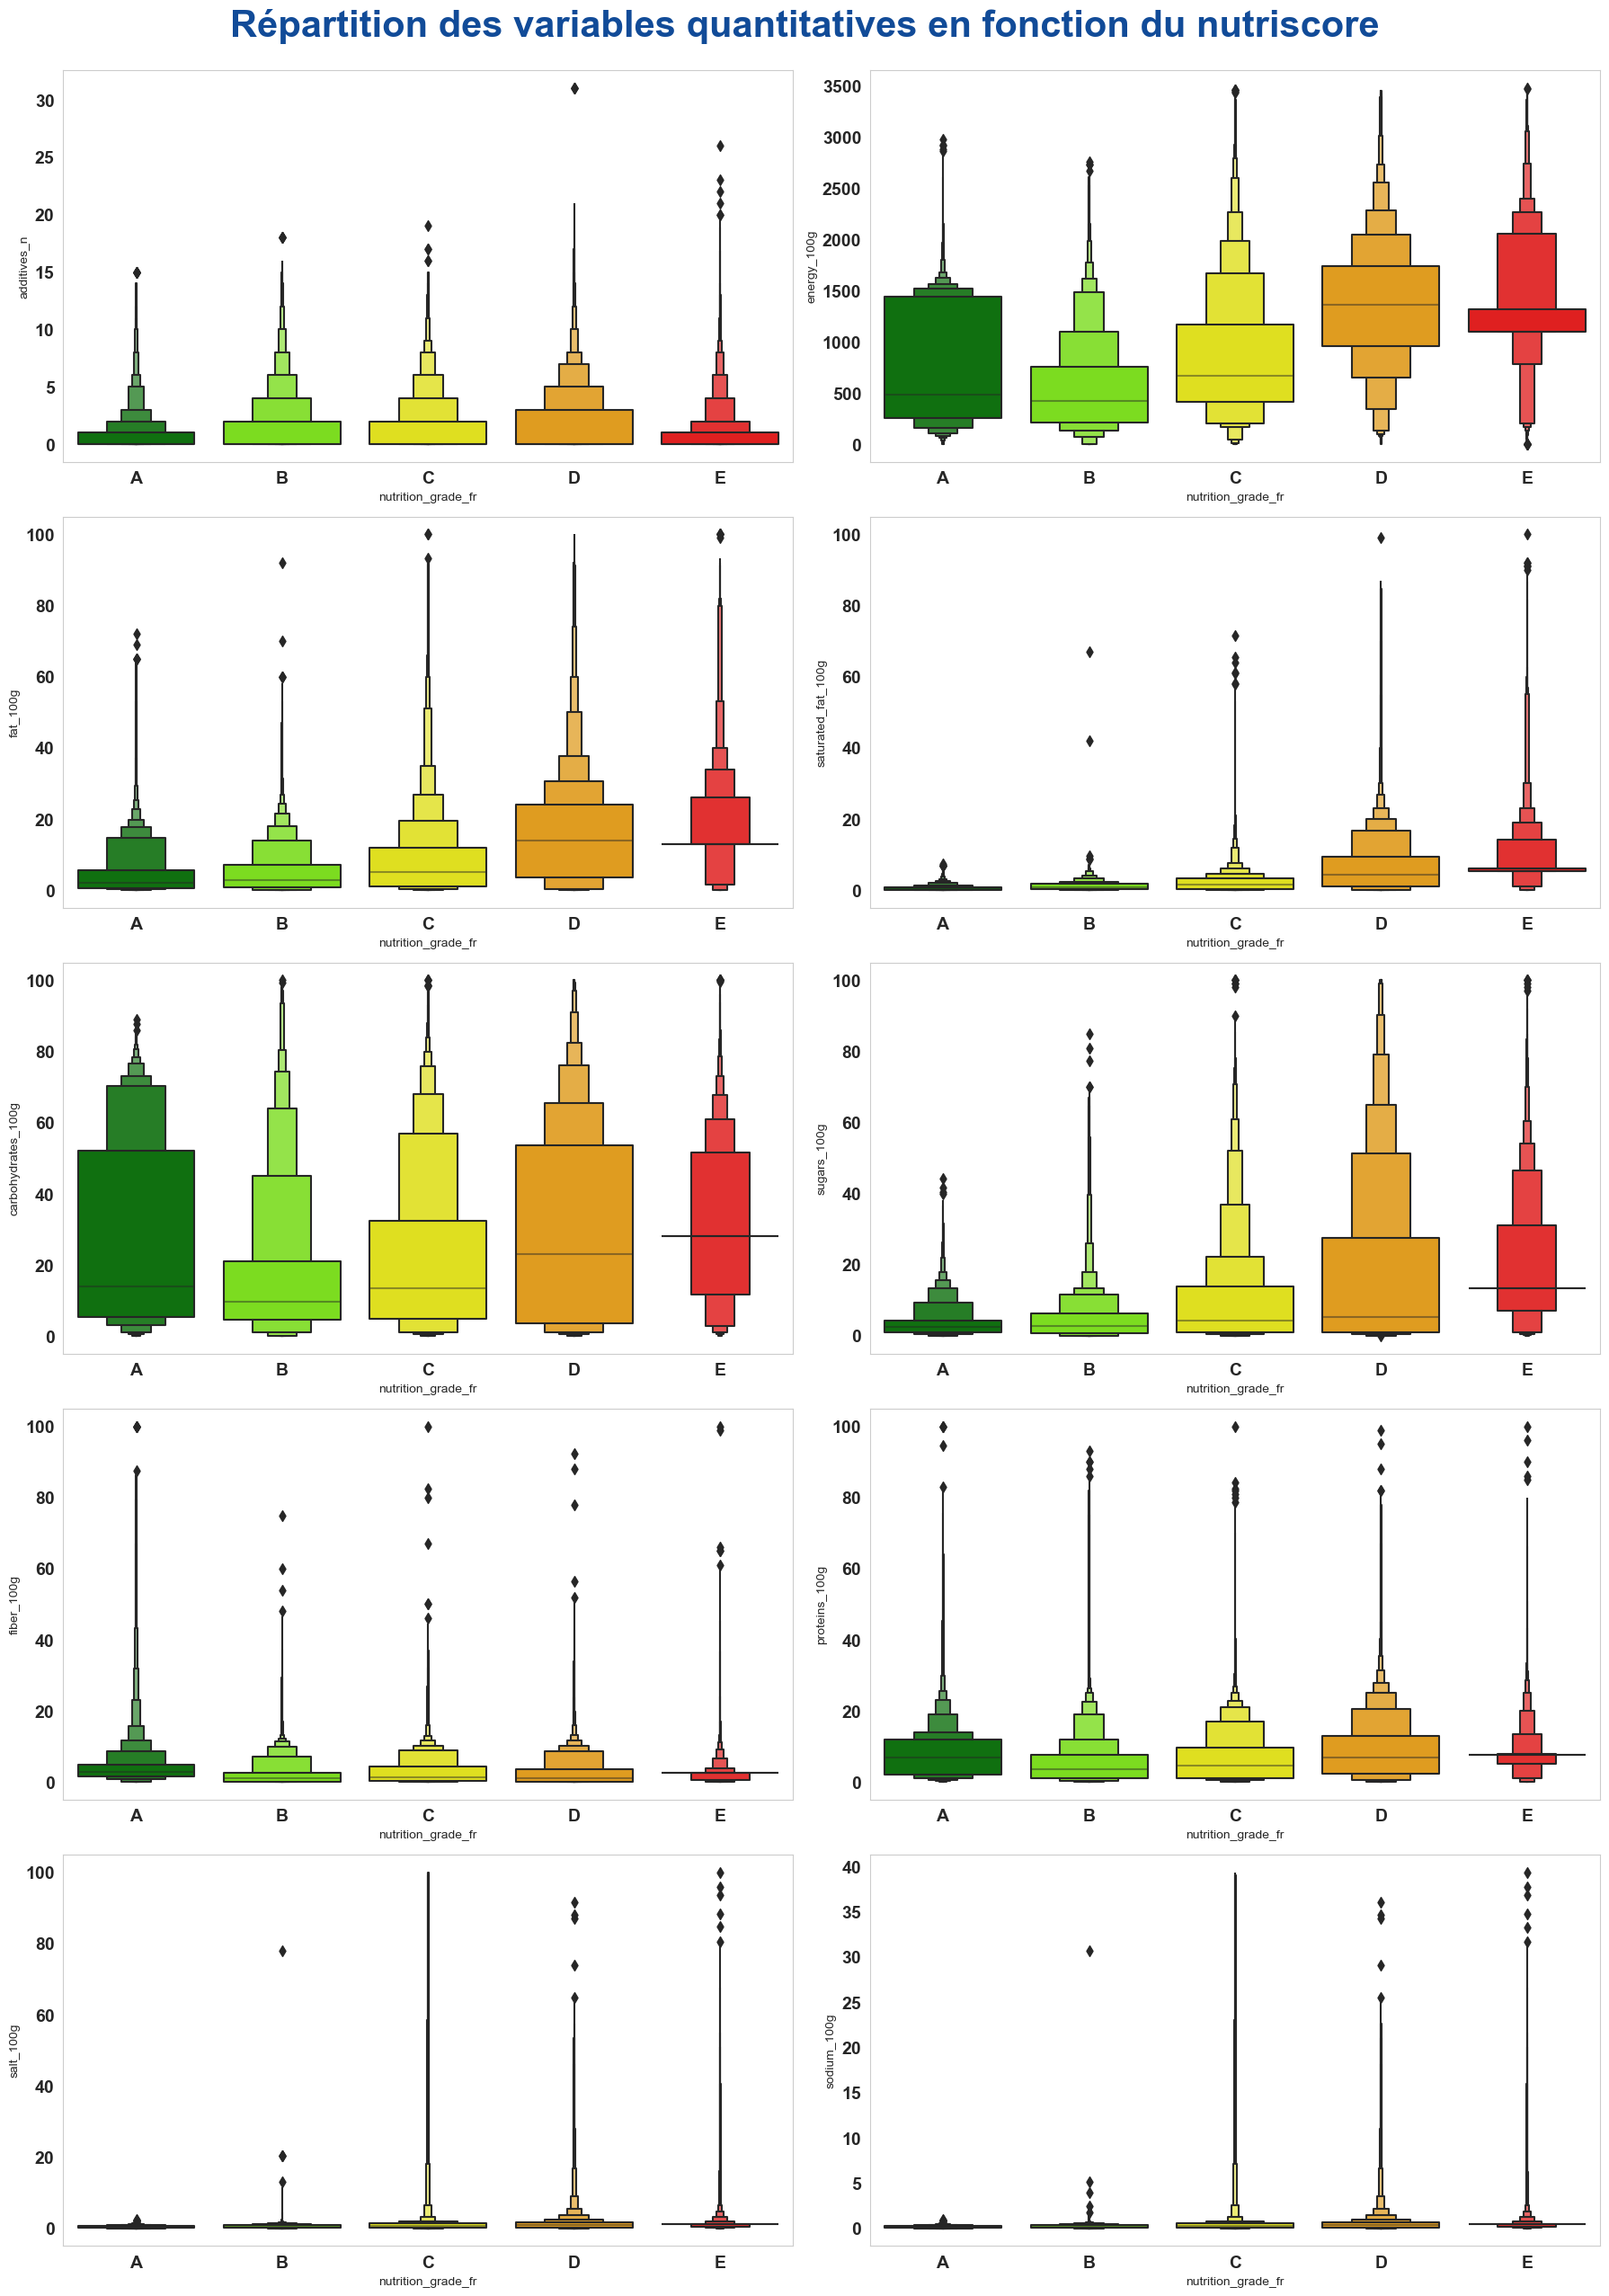 Répartition des variables quantitatives en fonction du nutriscore
30
25
20
15
10
5
0
additives_n
A B C D E
nutrition_grade_fr
3500
3000
2500
2000
1500
1000
500
0
energy_100g
A B C D E
nutrition_grade_fr
100
80
60
40
20
0
fat_100g
A B C D E
nutrition_grade_fr
100
80
60
40
20
0
saturated_fat_100g
A B C D E
nutrition_grade_fr
100
80
60
40
20
0
carbohydrates_100g
A B C D E
nutrition_grade_fr
100
80
60
40
20
0
sugars_100g
A B C D E
nutrition_grade_fr
100
80
60
40
20
0
fiber_100g
A B C D E
nutrition_grade_fr
100
80
60
40
20
0
proteins_100g
A B C D E
nutrition_grade_fr
100
80
60
40
20
0
salt_100g
A B C D E
nutrition_grade_fr
40
35
30
25
20
15
10
5
0
sodium_100g
A B C D E
nutrition_grade_fr